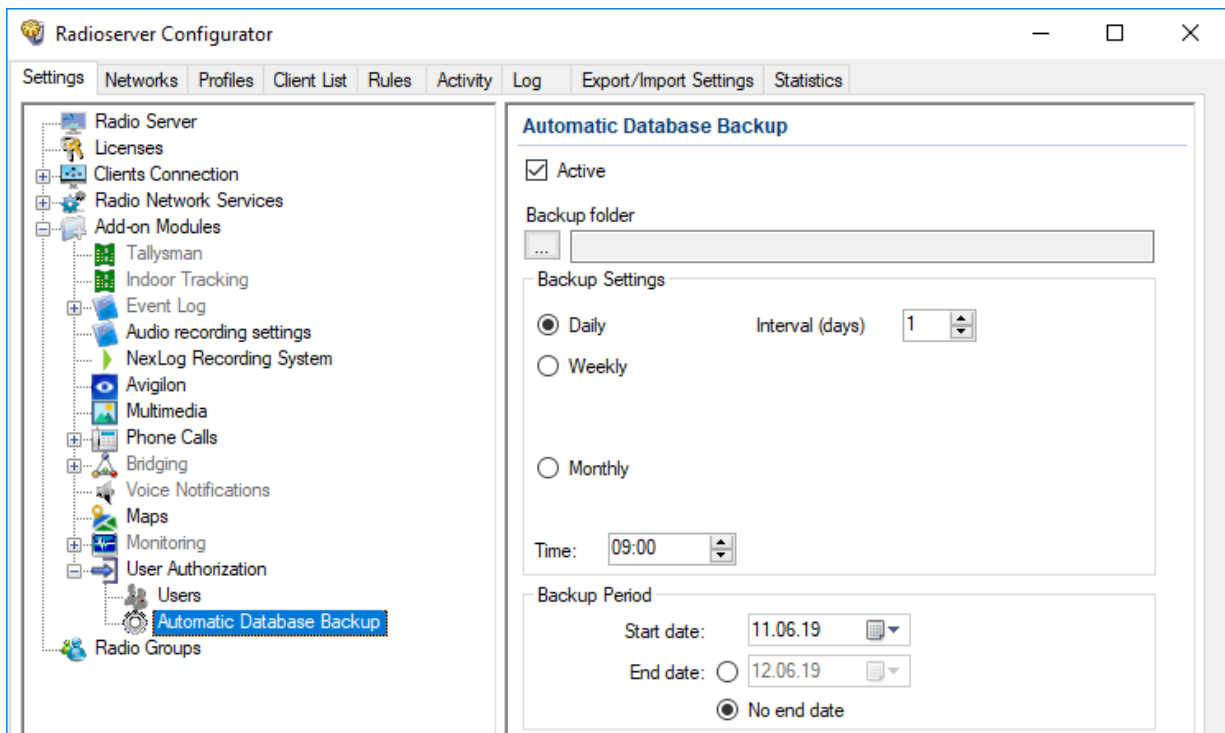 Radioserver Configurator
Settings Networks Profiles Client List Rules Activity Log Export/Import Settings Statistics
Radio Server
Licenses
Clients Connection
Radio Network Services
Add-on Modules
Tallysman
Indoor Tracking
Event Log
Audio recording settings
NexLog Recording System
Avigilon
Multimedia
Phone Calls
Bridging
Voice Notifications
Maps
Monitoring
User Authorization
Users
Automatic Database Backup
Radio Groups
Automatic Database Backup
Active
Backup folder
...
Backup Settings
Daily Interval (days) 1
Weekly
Monthly
Time: 09:00
Backup Period
Start date: 11.06.19
End date: 12.06.19
No end date